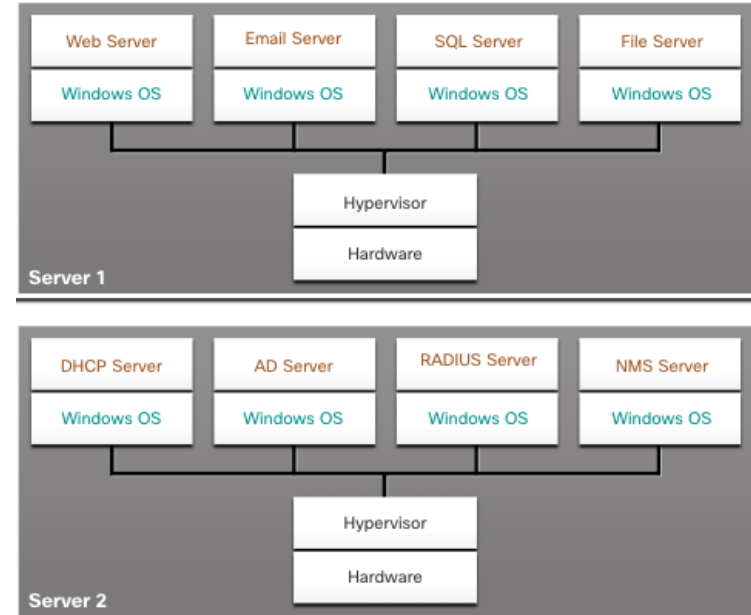 Web Server
Email Server
SQL Server
File Server
Windows OS
Windows OS
Windows OS
Windows OS
Hypervisor
Hardware
Server 1
DHCP Server
AD Server
RADIUS Server
NMS Server
Windows OS
Windows OS
Windows OS
Windows OS
Hypervisor
Hardware
Server 2